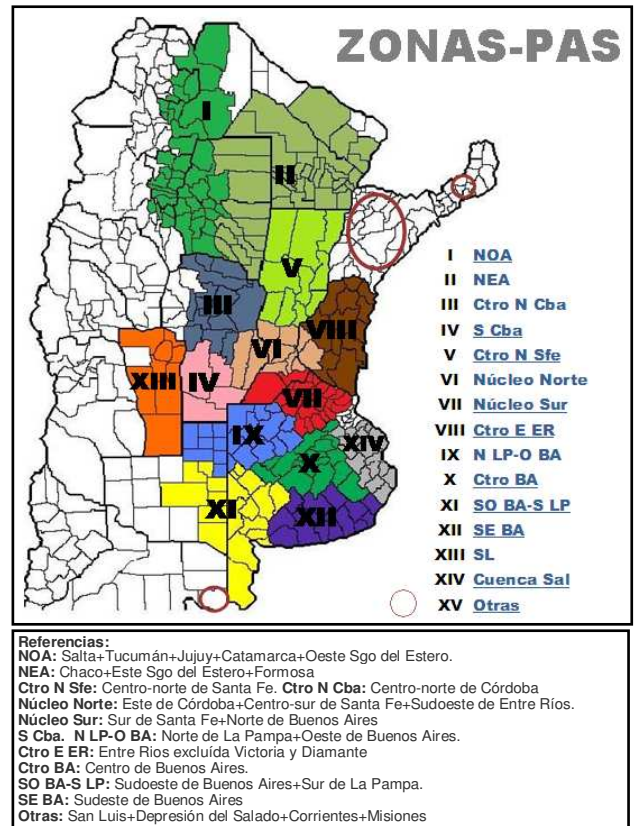 ZONAS-PAS
I
II
III
IV
V
VI
VII
VIII
IX
X
XI
XII
XIII
XIV
I NOA
II NEA
III Ctro N Cba
IV S Cba
V Ctro N Sfe
VI Núcleo Norte
VII Núcleo Sur
VIII Ctro E ER
IX N LP-O BA
X Ctro BA
XI SO BA-S LP
XII SE BA
XIII SL
XIV Cuenca Sal
XV Otras
Referencias:
NOA: Salta+Tucumán+Jujuy+Catamarca+Oeste Sgo del Estero.
NEA: Chaco+Este Sgo del Estero+Formosa
Ctro N Sfe: Centro-norte de Santa Fe. Ctro N Cba: Centro-norte de Córdoba
Núcleo Norte: Este de Córdoba+Centro-sur de Santa Fe+Sudoeste de Entre Ríos.
Núcleo Sur: Sur de Santa Fe+Norte de Buenos Aires
S Cba. N LP-O BA: Norte de La Pampa+Oeste de Buenos Aires.
Ctro E ER: Entre Rios excluída Victoria y Diamante
Ctro BA: Centro de Buenos Aires.
SO BA-S LP: Sudoeste de Buenos Aires+Sur de La Pampa.
SE BA: Sudeste de Buenos Aires
Otras: San Luis+Depresión del Salado+Corrientes+Misiones